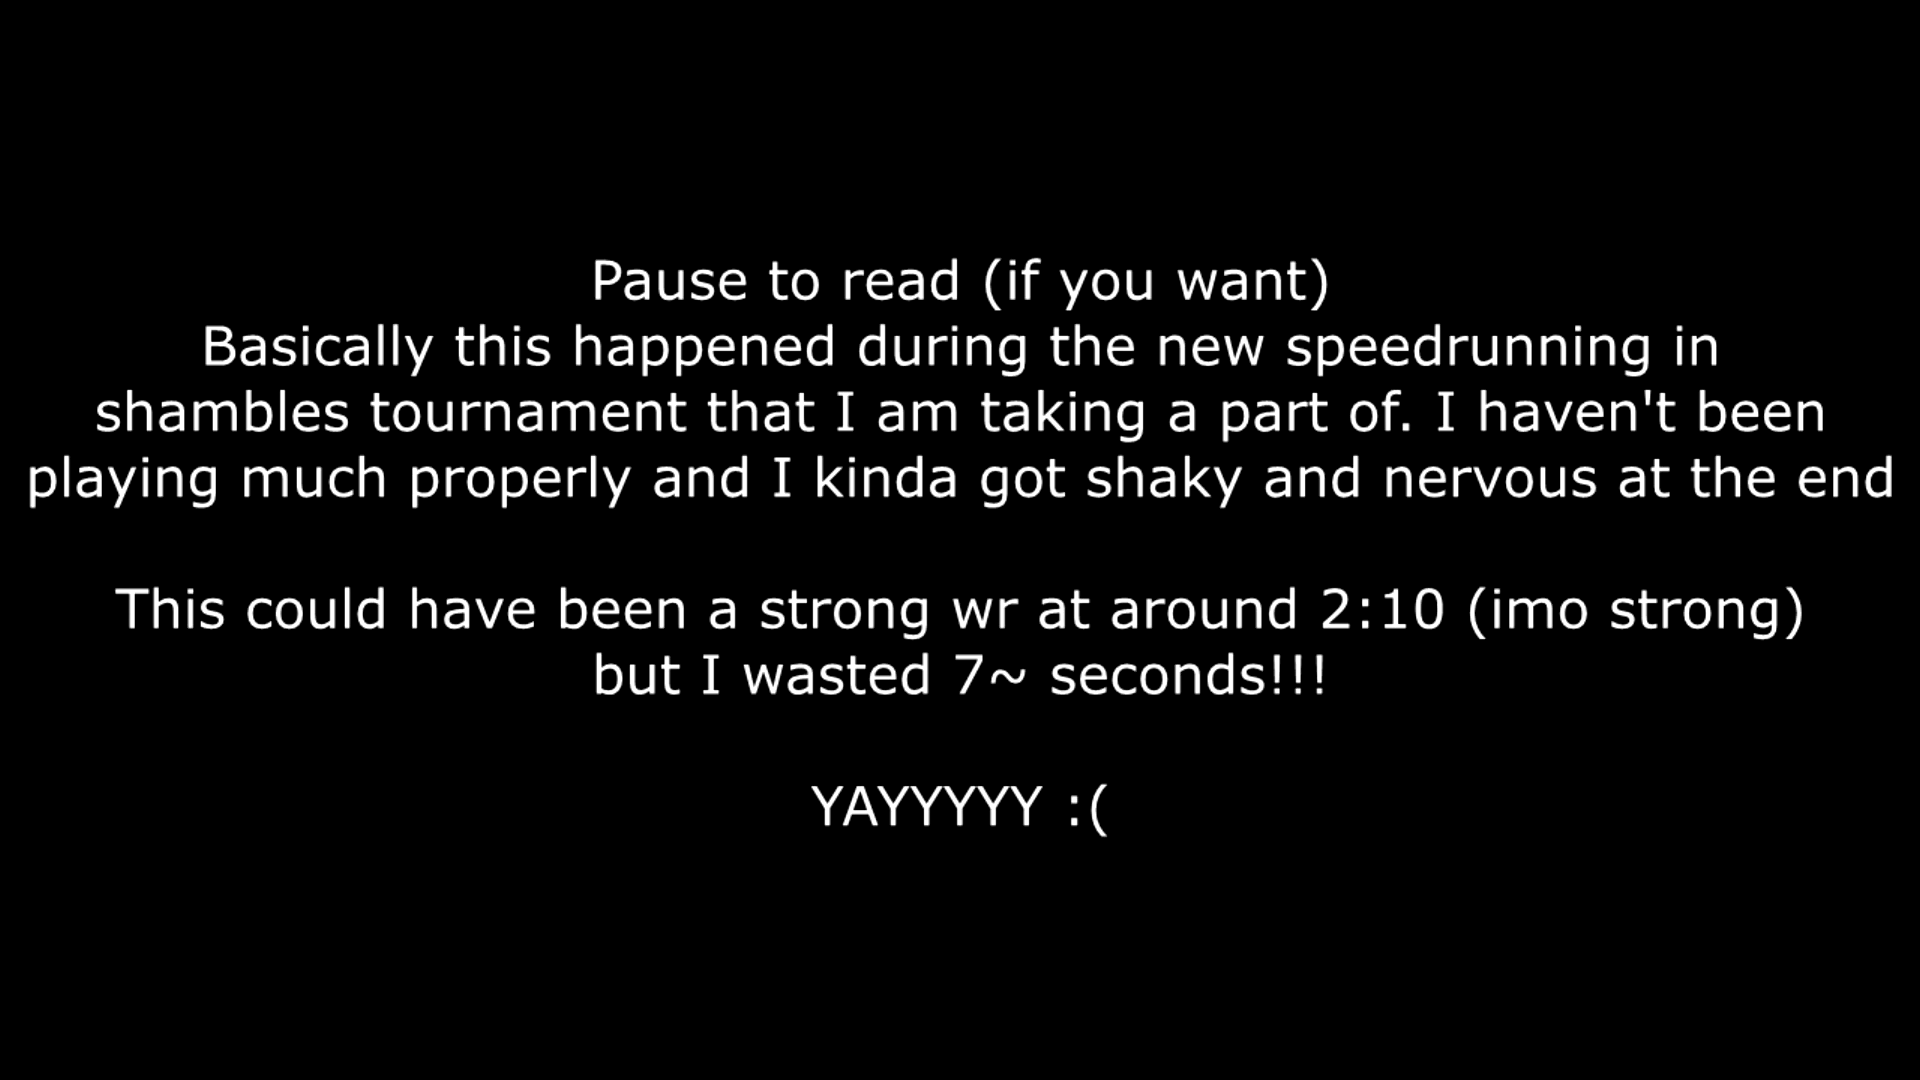 Pause to read (if you want)
Basically this happened during the new speedrunning in
shambles tournament that I am taking a part of. I haven't been
playing much properly and I kinda got shaky and nervous at the end
This could have been a strong wr at around 2:10 (imo strong)
but I wasted 7~ seconds!!!
YAYYYYY :(